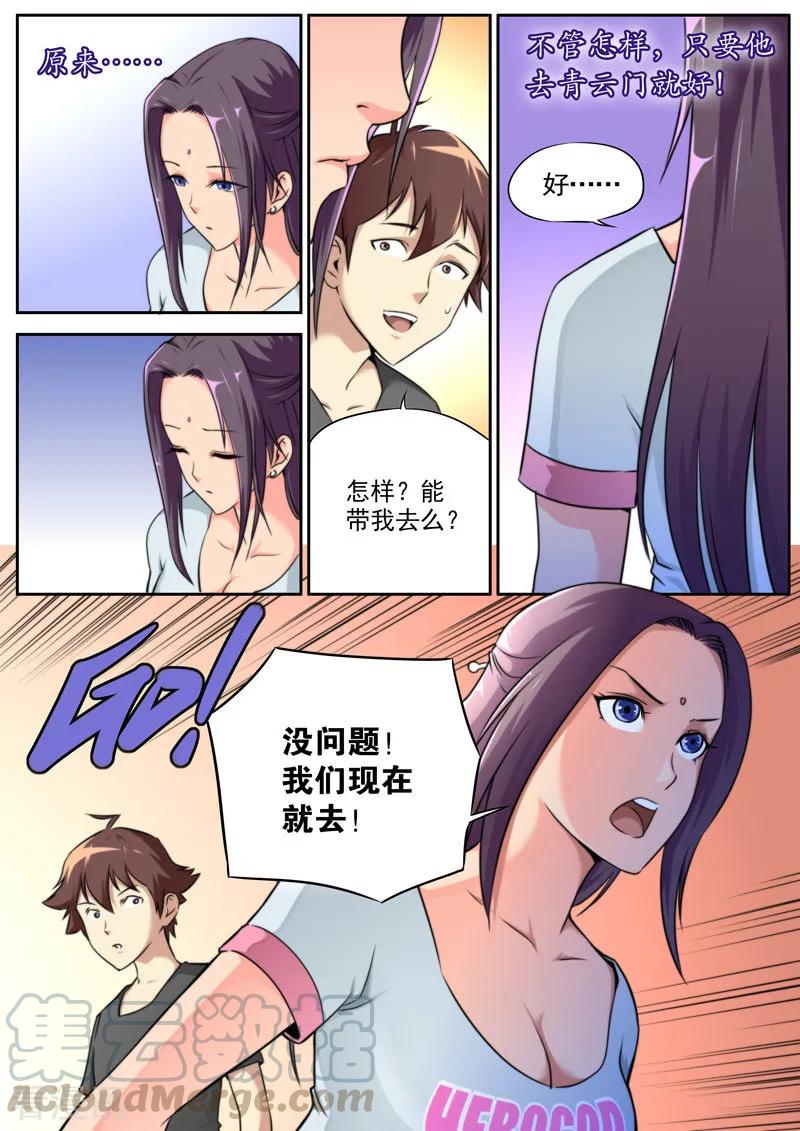 原来……
怎样？能
带我去么？
不管怎样，只要他
去青云门就好！
好……
GO!
没问题！
我们现在
就去！
HEROGOD
集云数据
ACloudMerge.com